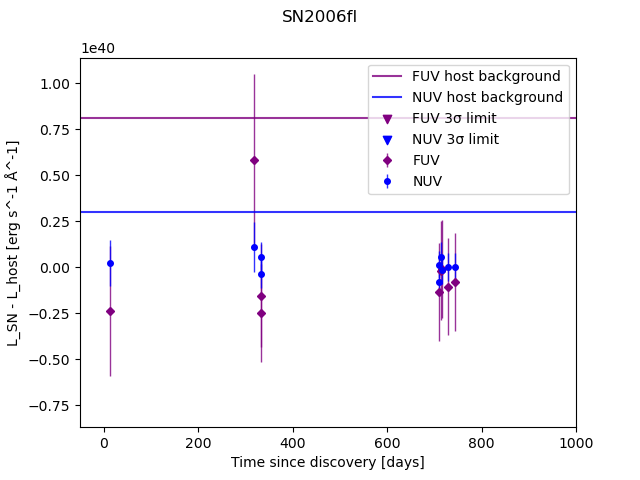 SN2006fl
1e40
L_SN - L_host [erg s^-1 Å^-1]
1.00
0.75
0.50
0.25
0.00
−0.25
−0.50
−0.75
FUV host background
NUV host background
FUV 3σ limit
NUV 3σ limit
FUV
NUV
0 200 400 600 800 1000
Time since discovery [days]